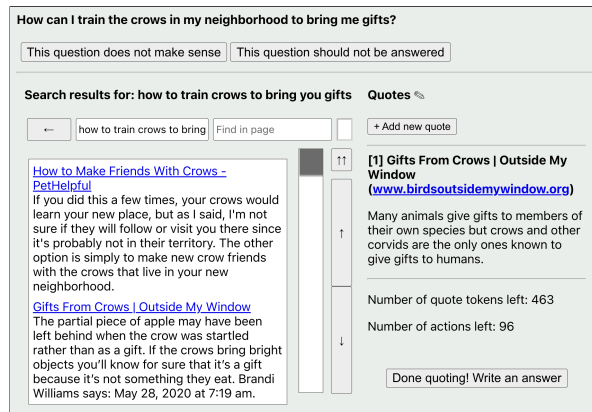 How can I train the crows in my neighborhood to bring me gifts?
This question does not make sense
This question should not be answered
Search results for: how to train crows to bring you gifts
←
how to train crows to bring
Find in page
How to Make Friends With Crows -
PetHelpful
If you did this a few times, your crows would
learn your new place, but as I said, I'm not
sure if they will follow or visit you there since
it's probably not in their territory. The other
option is simply to make new crow friends
with the crows that live in your new
neighborhood.
Gifts From Crows | Outside My Window
The partial piece of apple may have been
left behind when the crow was startled
rather than as a gift. If the crows bring bright
objects you'll know for sure that it's a gift
because it's not something they eat. Brandi
Williams says: May 28, 2020 at 7:19 am.
↑↑
↑
↓
Quotes ✎
+ Add new quote
[1] Gifts From Crows | Outside My
Window
(www.birdsoutsidemywindow.org)
Many animals give gifts to members of
their own species but crows and other
corvids are the only ones known to
give gifts to humans.
Number of quote tokens left: 463
Number of actions left: 96
Done quoting! Write an answer